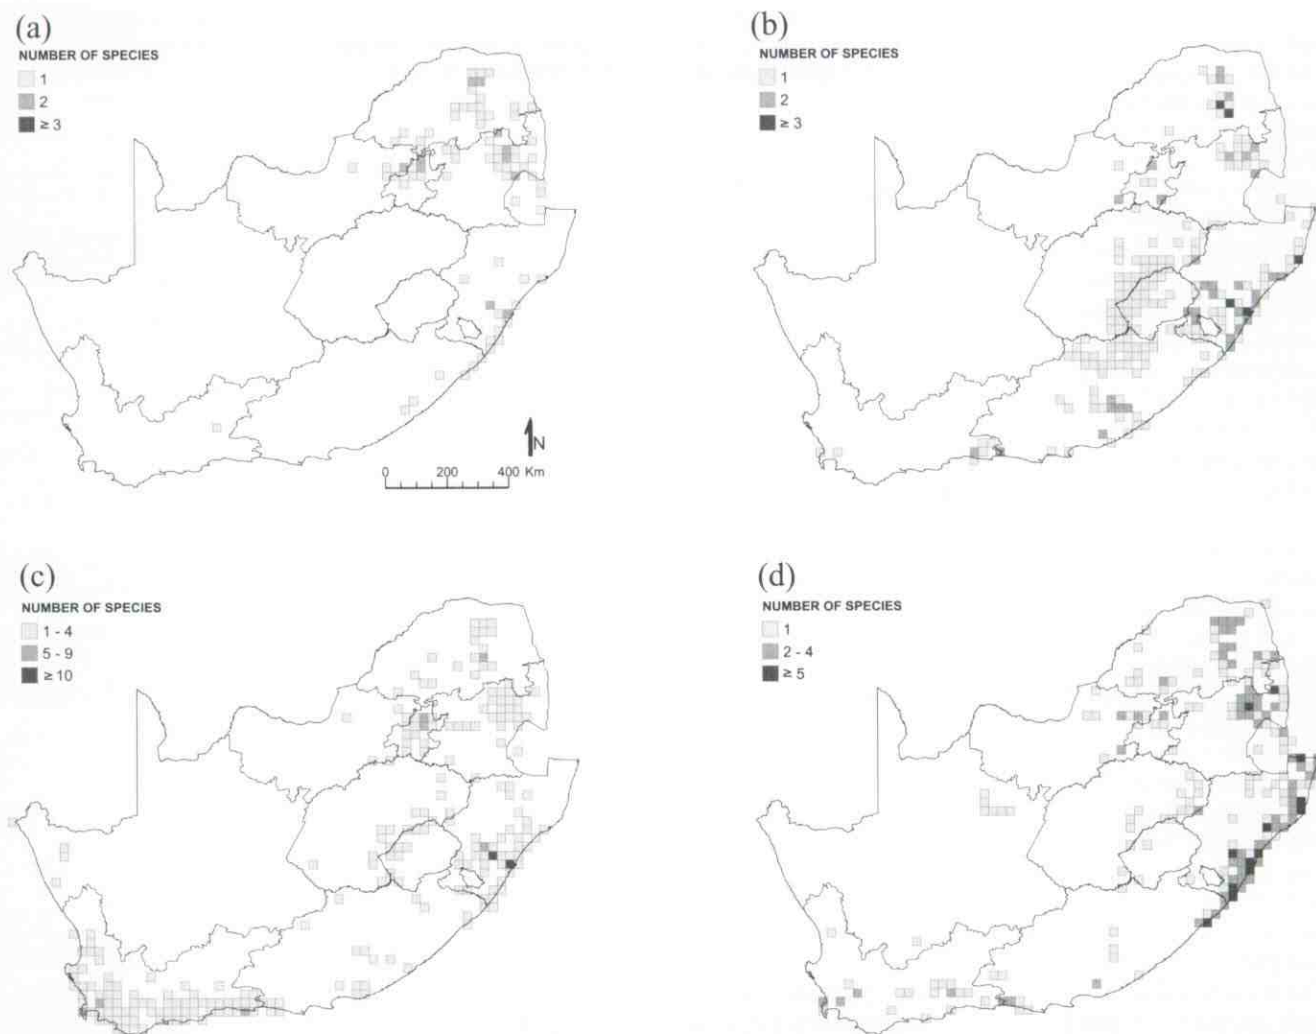 (a)
NUMBER OF SPECIES
1
2
≥ 3
N
0 200 400 Km
(b)
NUMBER OF SPECIES
1
2
≥ 3
(c)
NUMBER OF SPECIES
1 - 4
5 - 9
≥ 10
(d)
NUMBER OF SPECIES
1
2 - 4
≥ 5